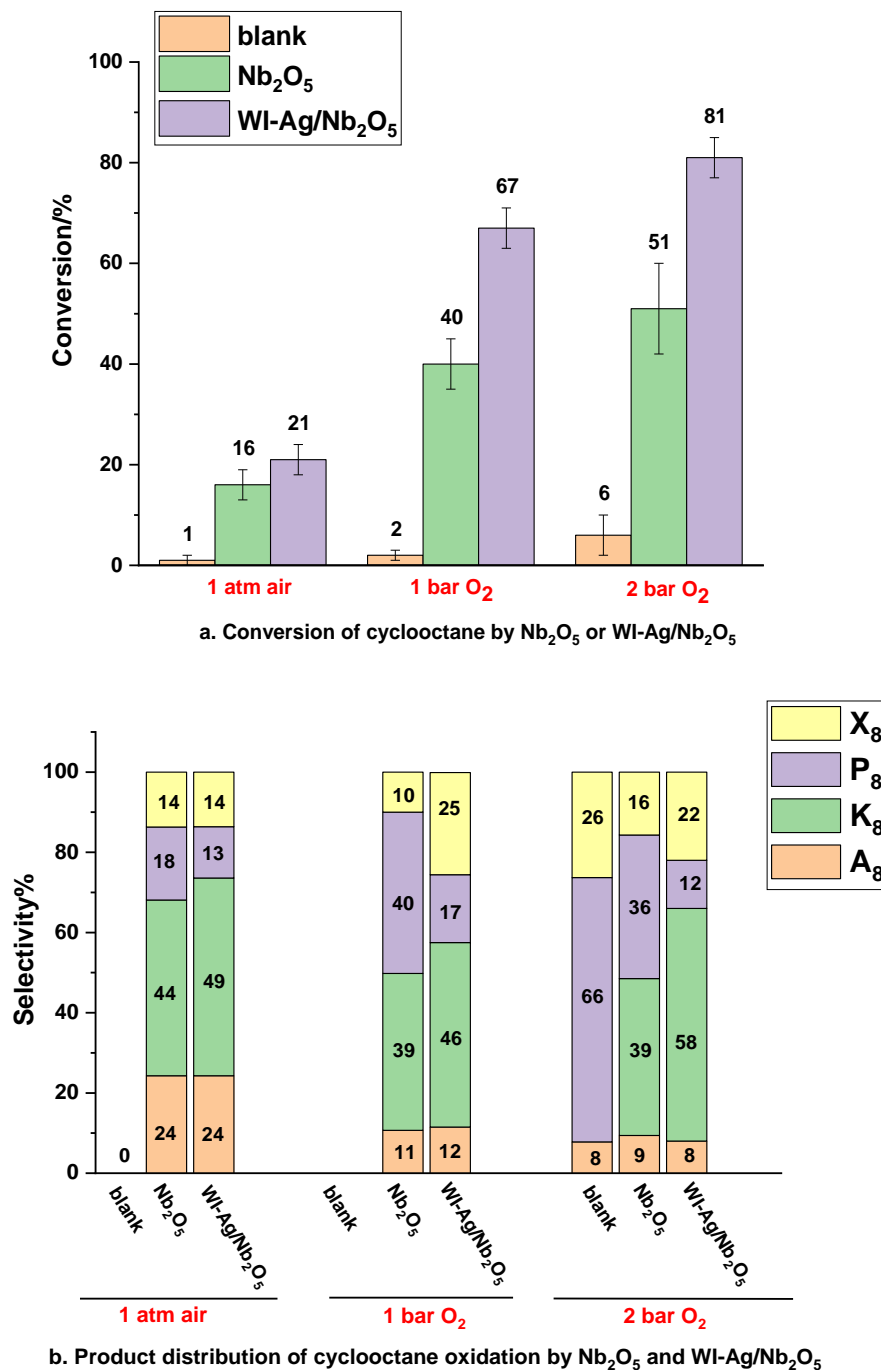 blank
Nb₂O₅
WI-Ag/Nb₂O₅
Conversion/%
100
80
60
40
20
0
1
16
21
2
40
67
6
51
81
1 atm air
1 bar O₂
2 bar O₂
a. Conversion of cyclooctane by Nb₂O₅ or WI-Ag/Nb₂O₅
X₈
P₈
K₈
A₈
Selectivity%
100
80
60
40
20
0
0
14
18
44
24
14
13
49
24
10
40
39
11
25
17
46
12
26
66
8
16
36
39
9
22
12
58
8
blank
Nb₂O₅
WI-Ag/Nb₂O₅
blank
Nb₂O₅
WI-Ag/Nb₂O₅
blank
Nb₂O₅
WI-Ag/Nb₂O₅
1 atm air
1 bar O₂
2 bar O₂
b. Product distribution of cyclooctane oxidation by Nb₂O₅ and WI-Ag/Nb₂O₅